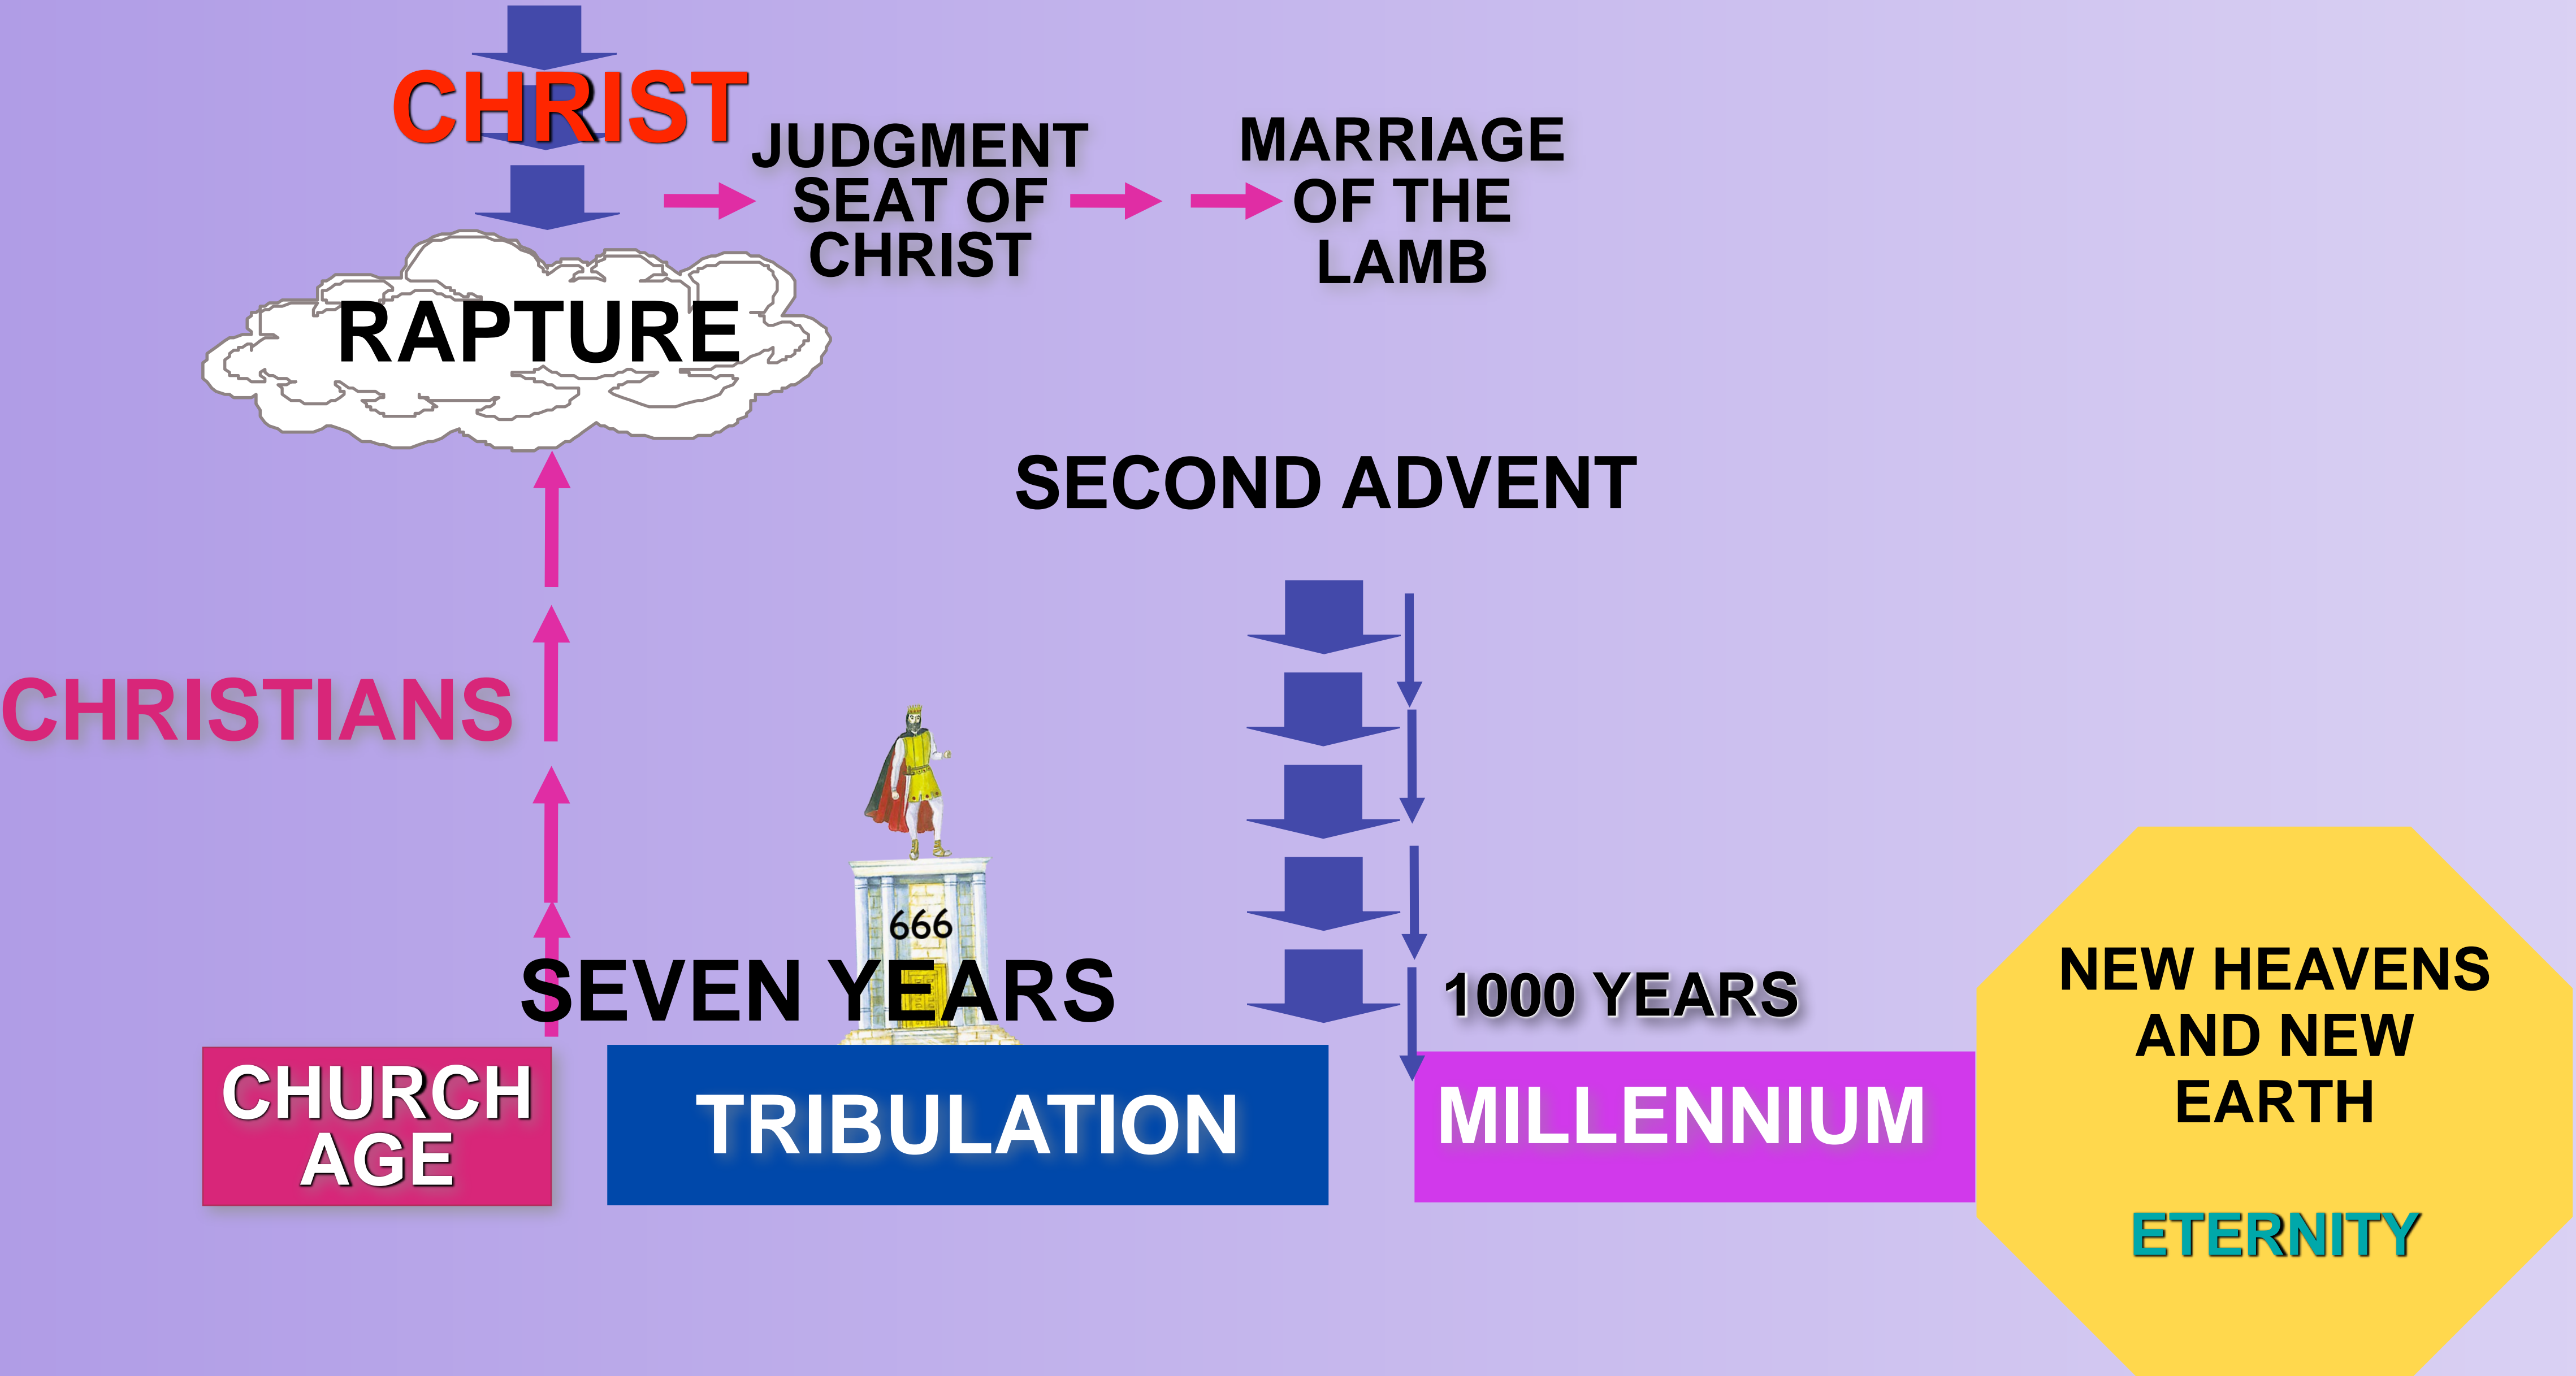 CHRIST
JUDGMENT
SEAT OF
CHRIST
MARRIAGE
OF THE
LAMB
RAPTURE
SECOND ADVENT
CHRISTIANS
666
SEVEN YEARS
1000 YEARS
CHURCH
AGE
TRIBULATION
MILLENNIUM
NEW HEAVENS
AND NEW
EARTH
ETERNITY